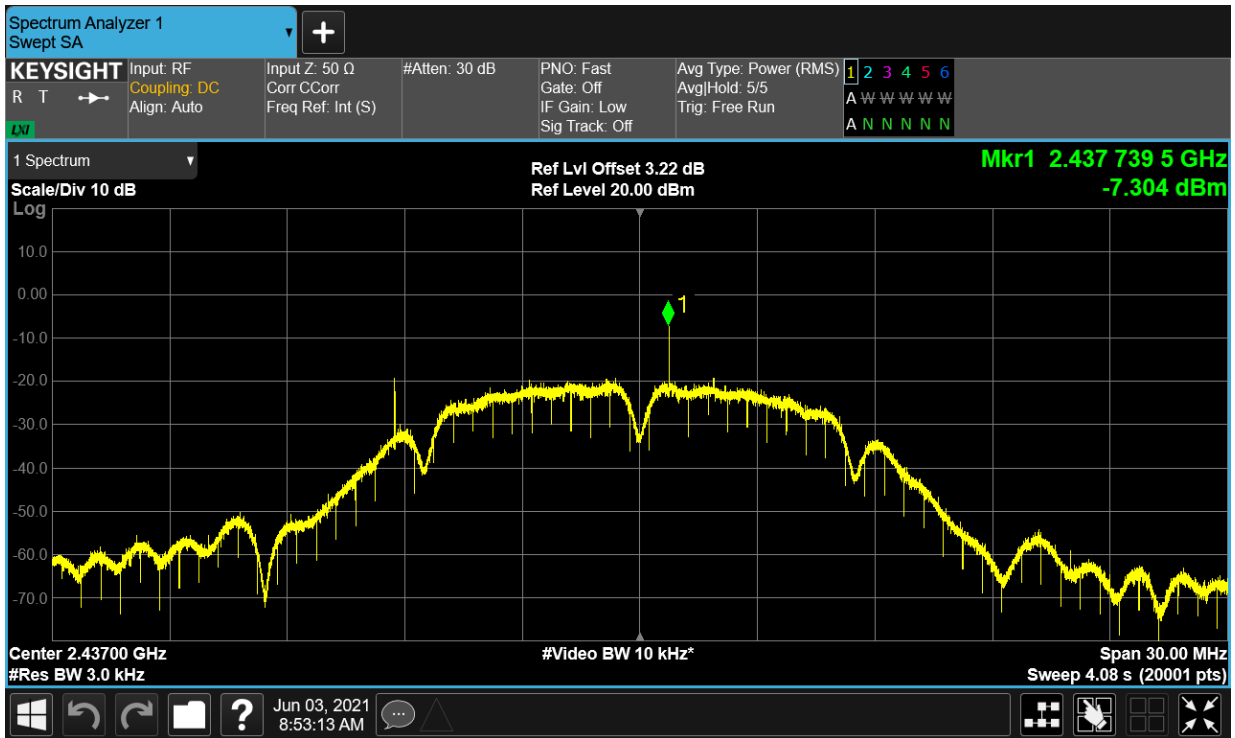 Spectrum Analyzer 1
Swept SA
+
KEYSIGHT
R T
LXI
Input: RF
Coupling: DC
Align: Auto
Input Z: 50 Ω
Corr CCorr
Freq Ref: Int (S)
#Atten: 30 dB
PNO: Fast
Gate: Off
IF Gain: Low
Sig Track: Off
Avg Type: Power (RMS)
Avg|Hold: 5/5
Trig: Free Run
1 2 3 4 5 6
A W W W W W
A N N N N N
1 Spectrum
Scale/Div 10 dB
Log
Ref Lvl Offset 3.22 dB
Ref Level 20.00 dBm
Mkr1 2.437 739 5 GHz
-7.304 dBm
10.0
0.00
-10.0
-20.0
-30.0
-40.0
-50.0
-60.0
-70.0
1
Center 2.43700 GHz
#Res BW 3.0 kHz
#Video BW 10 kHz*
Span 30.00 MHz
Sweep 4.08 s (20001 pts)
?
Jun 03, 2021
8:53:13 AM